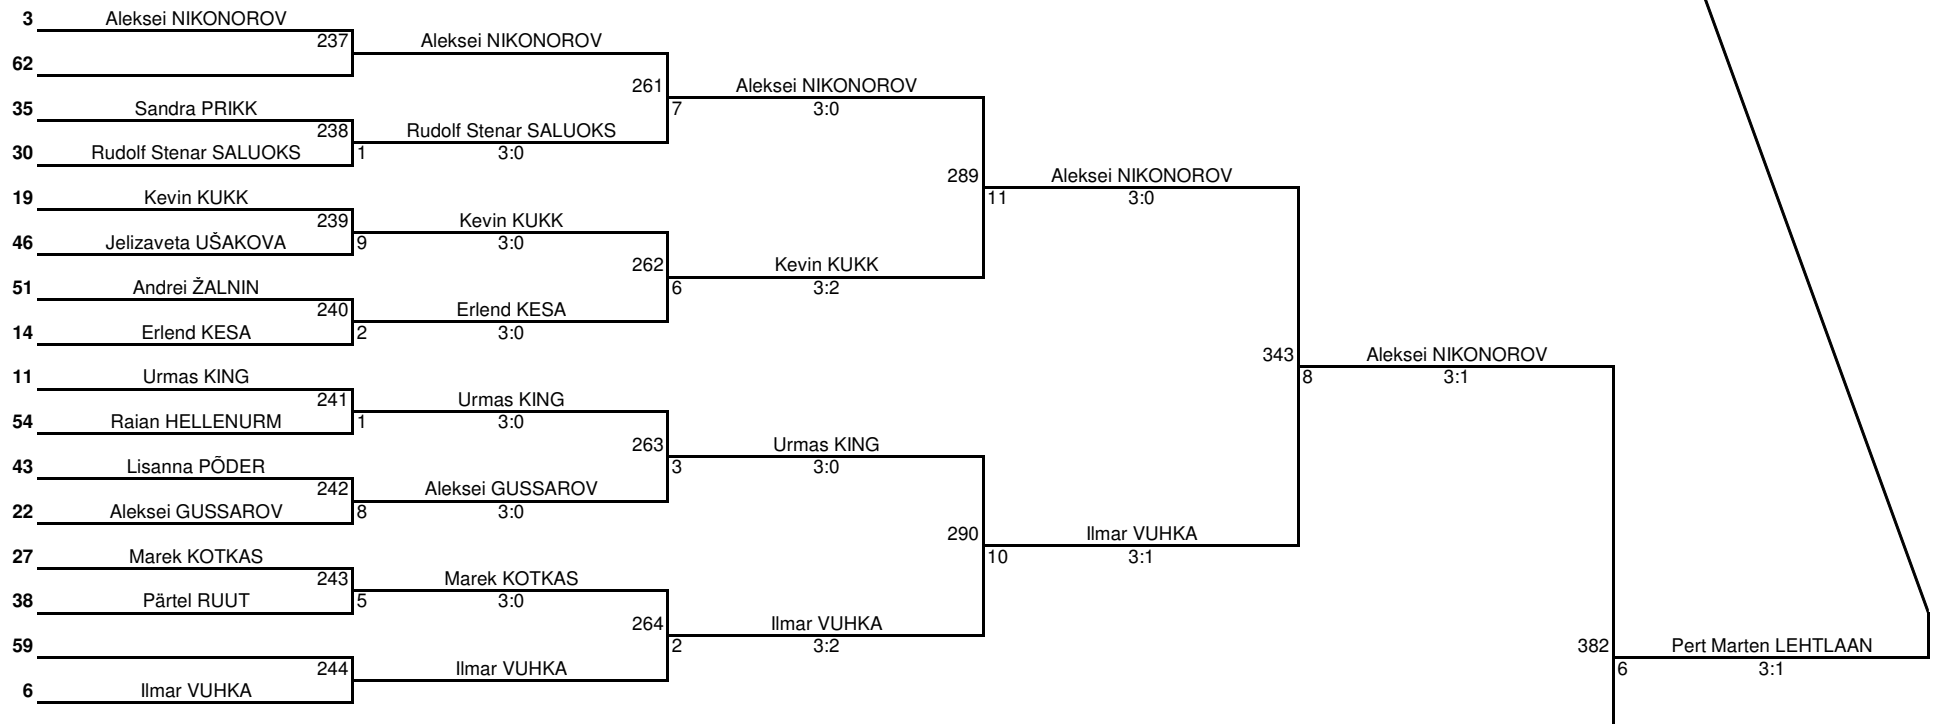 3 Aleksei NIKONOROV
237 Aleksei NIKONOROV
62
261 Aleksei NIKONOROV
7 3:0
35 Sandra PRIKK
238 Rudolf Stenar SALUOKS
30 Rudolf Stenar SALUOKS 1 3:0
289 Aleksei NIKONOROV
11 3:0
19 Kevin KUKK
239 Kevin KUKK
46 Jelizaveta UŠAKOVA 9 3:0
262 Kevin KUKK
6 3:2
51 Andrei ŽALNIN
240 Erlend KESA
14 Erlend KESA 2 3:0
343 Aleksei NIKONOROV
8 3:1
11 Urmas KING
241 Urmas KING
54 Raian HELLENURM 1 3:0
263 Urmas KING
3 3:0
43 Lisanna PÕDER
242 Aleksei GUSSAROV
22 Aleksei GUSSAROV 8 3:0
290 Ilmar VUHKA
10 3:1
27 Marek KOTKAS
243 Marek KOTKAS
38 Pärtel RUUT 5 3:0
264 Ilmar VUHKA
2 3:2
59
244 Ilmar VUHKA
6 Ilmar VUHKA
382 Pert Marten LEHTLAAN
6 3:1